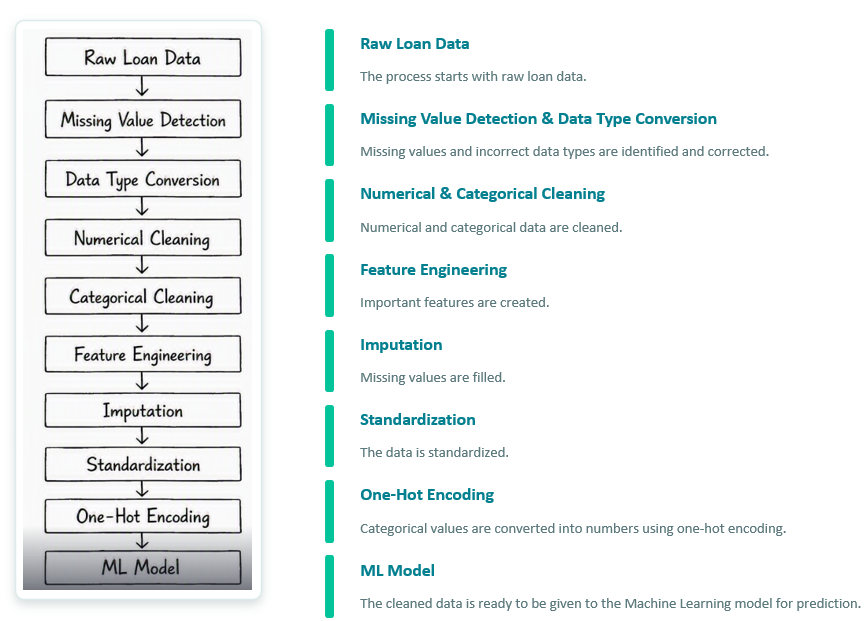 Raw Loan Data
Missing Value Detection
Data Type Conversion
Numerical Cleaning
Categorical Cleaning
Feature Engineering
Imputation
Standardization
One-Hot Encoding
ML Model
Raw Loan Data
The process starts with raw loan data.
Missing Value Detection & Data Type Conversion
Missing values and incorrect data types are identified and corrected.
Numerical & Categorical Cleaning
Numerical and categorical data are cleaned.
Feature Engineering
Important features are created.
Imputation
Missing values are filled.
Standardization
The data is standardized.
One-Hot Encoding
Categorical values are converted into numbers using one-hot encoding.
ML Model
The cleaned data is ready to be given to the Machine Learning model for prediction.